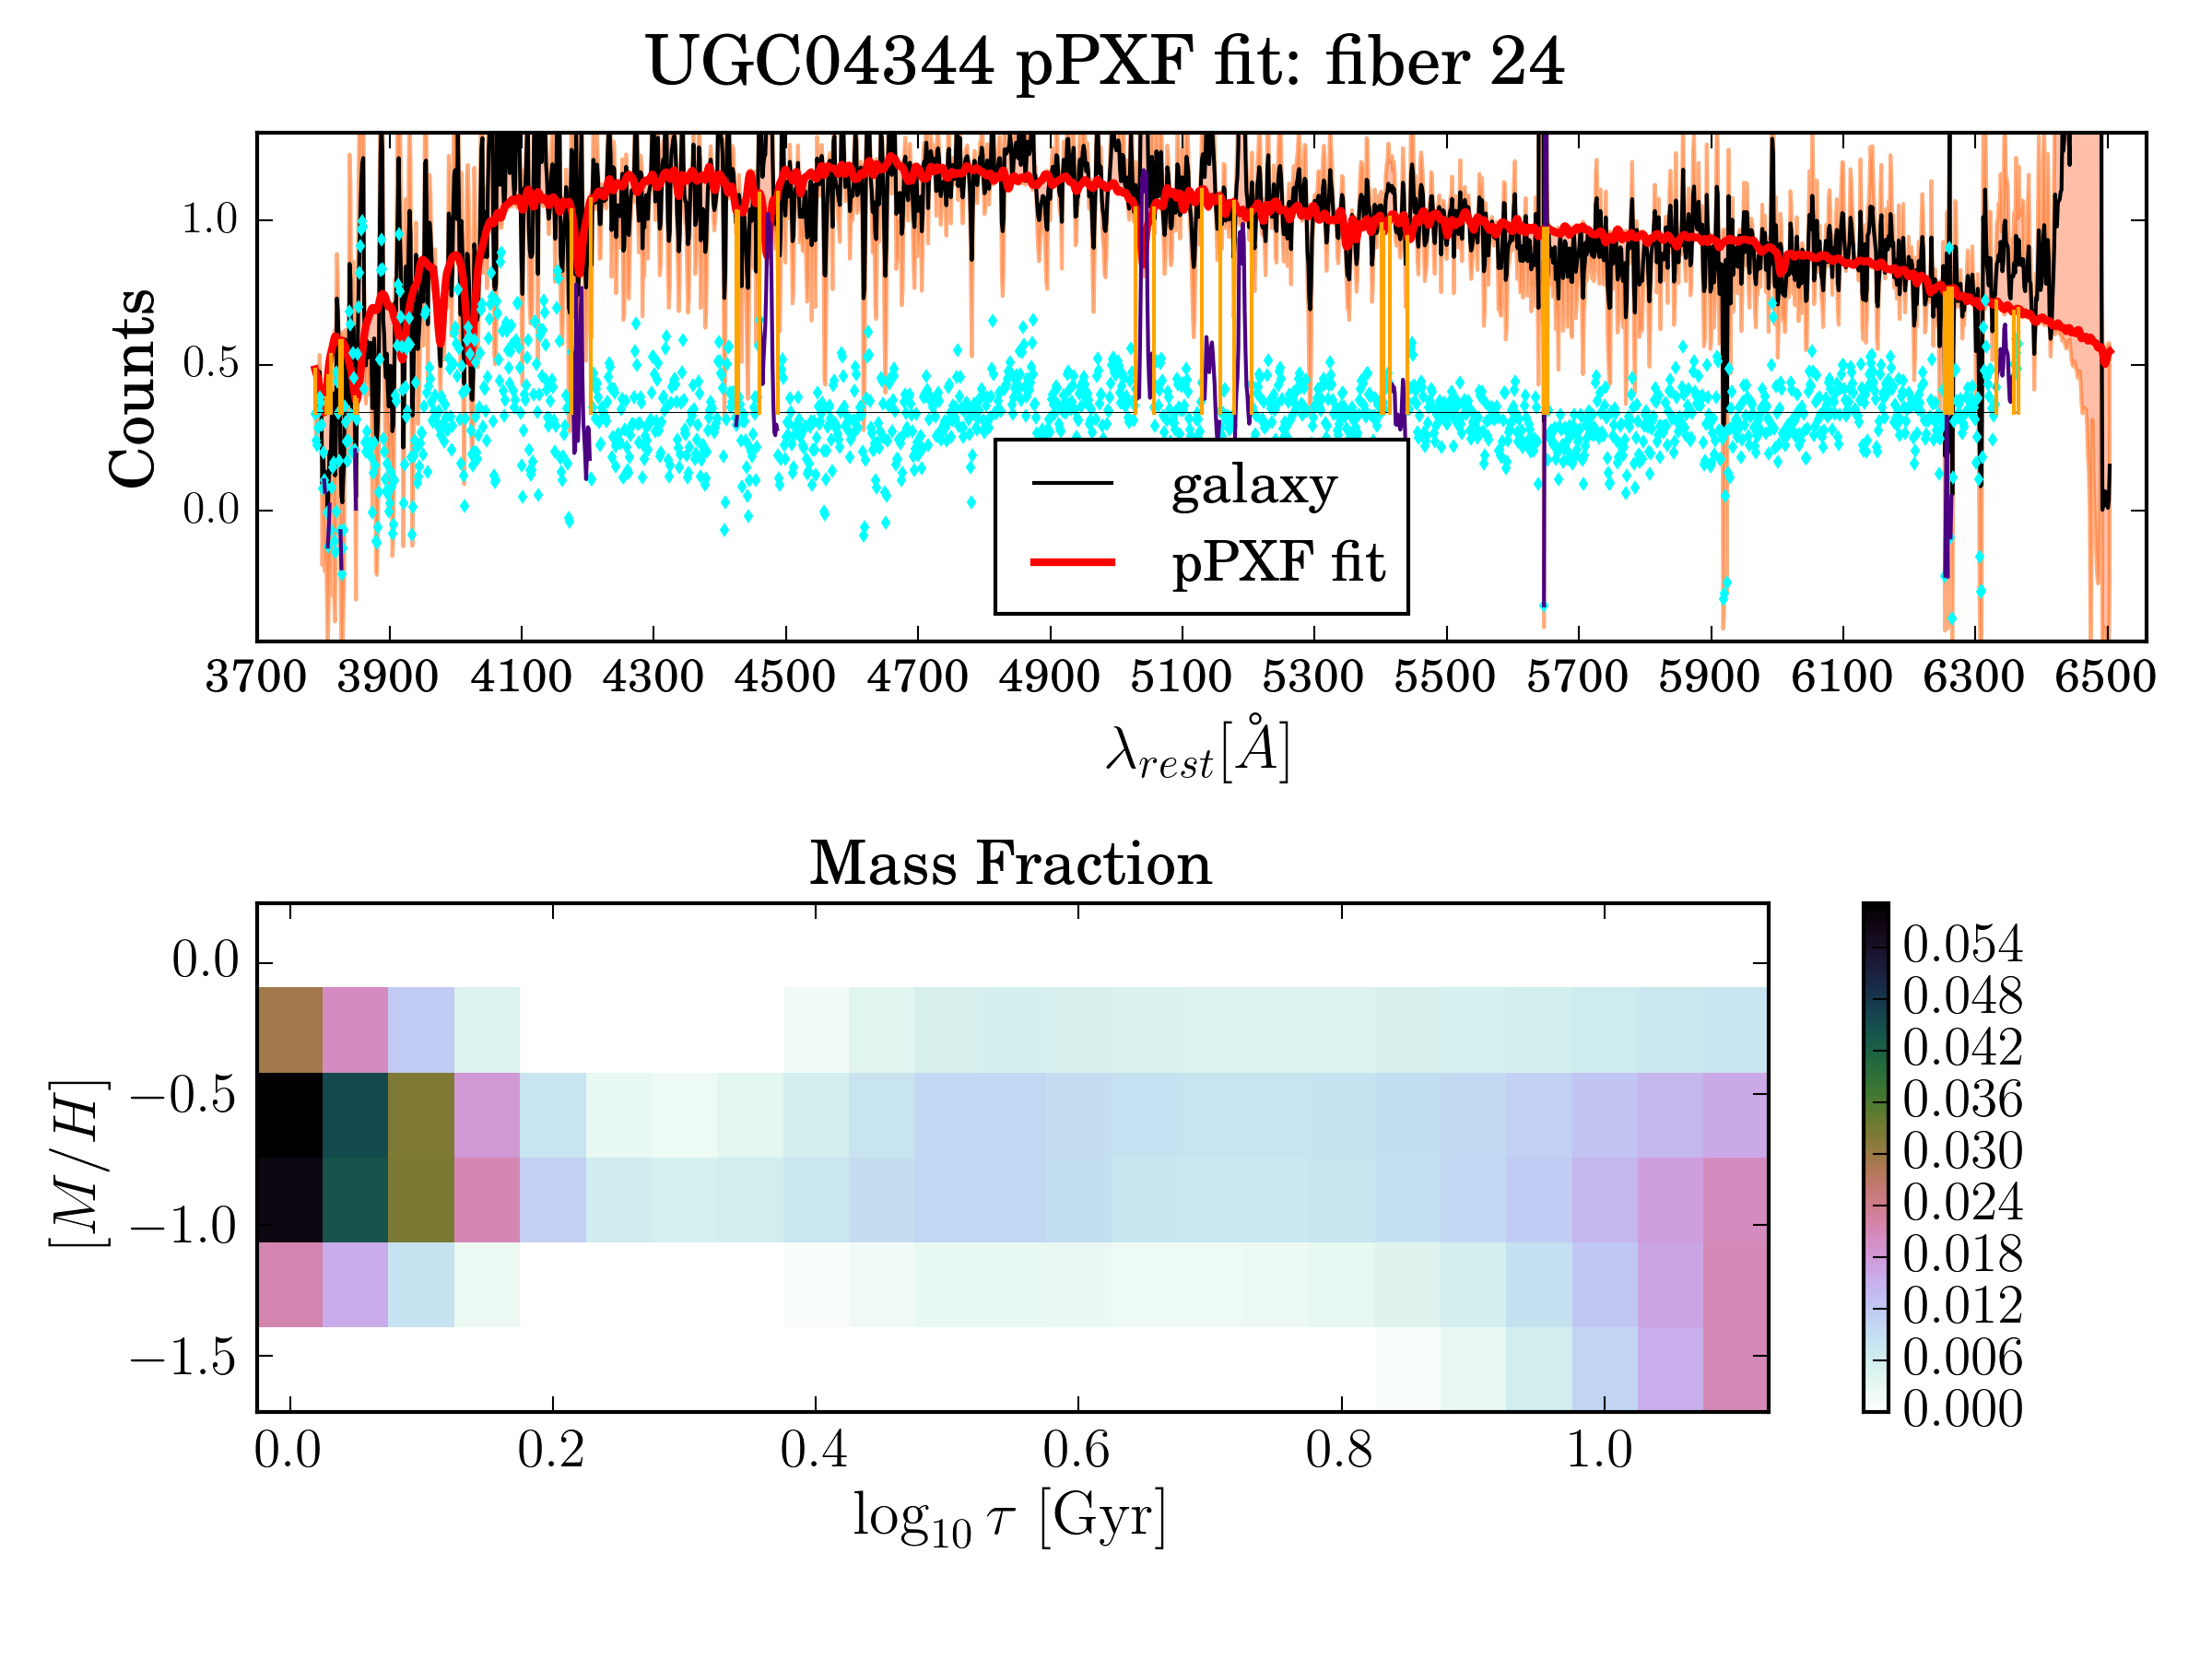 UGC04344 pPXF fit: fiber 24
Counts
1.0
0.5
0.0
galaxy
pPXF fit
3700 3900 4100 4300 4500 4700 4900 5100 5300 5500 5700 5900 6100 6300 6500
λrest[Å]
Mass Fraction
[M/H]
0.0
−0.5
−1.0
−1.5
0.0 0.2 0.4 0.6 0.8 1.0
log10 τ [Gyr]
0.054
0.048
0.042
0.036
0.030
0.024
0.018
0.012
0.006
0.000